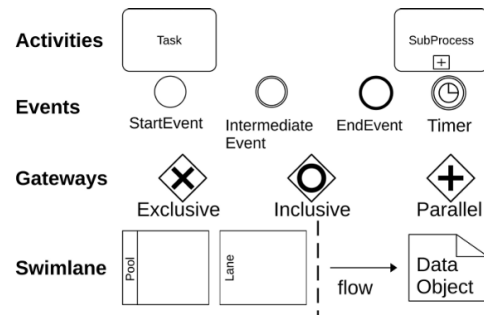 Activities
Task
SubProcess
Events
StartEvent
Intermediate
Event
EndEvent
Timer
Gateways
Exclusive
Inclusive
Parallel
Swimlane
Pool
Lane
flow
Data
Object